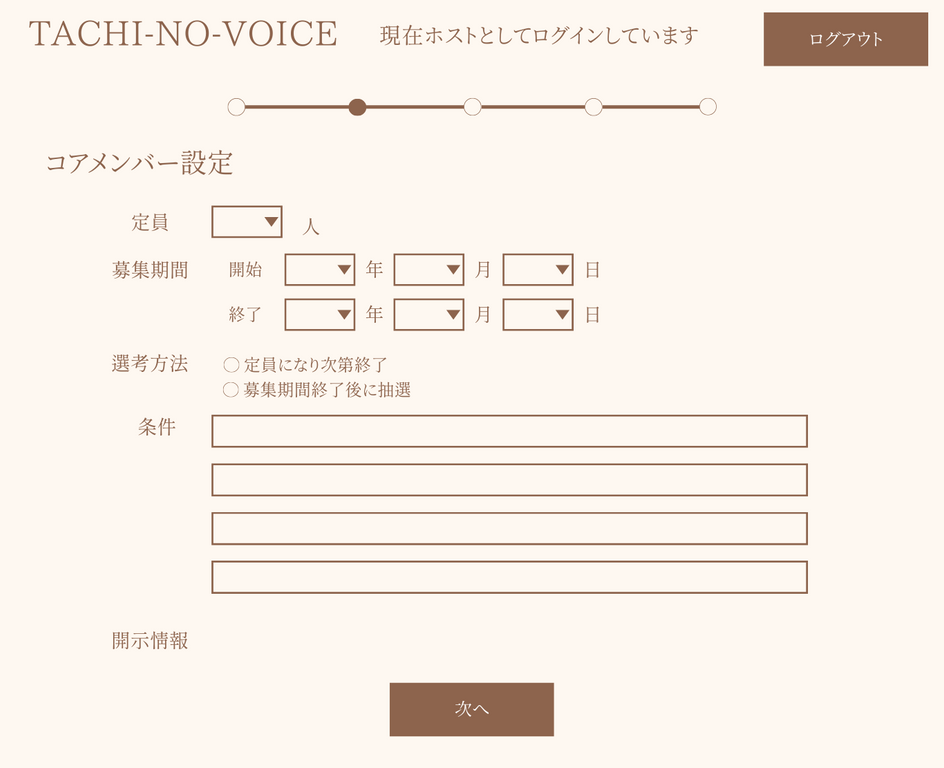 TACHI-NO-VOICE 現在ホストとしてログインしています ログアウト
コアメンバー設定
定員 人
募集期間 開始 年 月 日
終了 年 月 日
選考方法 ○ 定員になり次第終了
○ 募集期間終了後に抽選
条件
開示情報
次へ